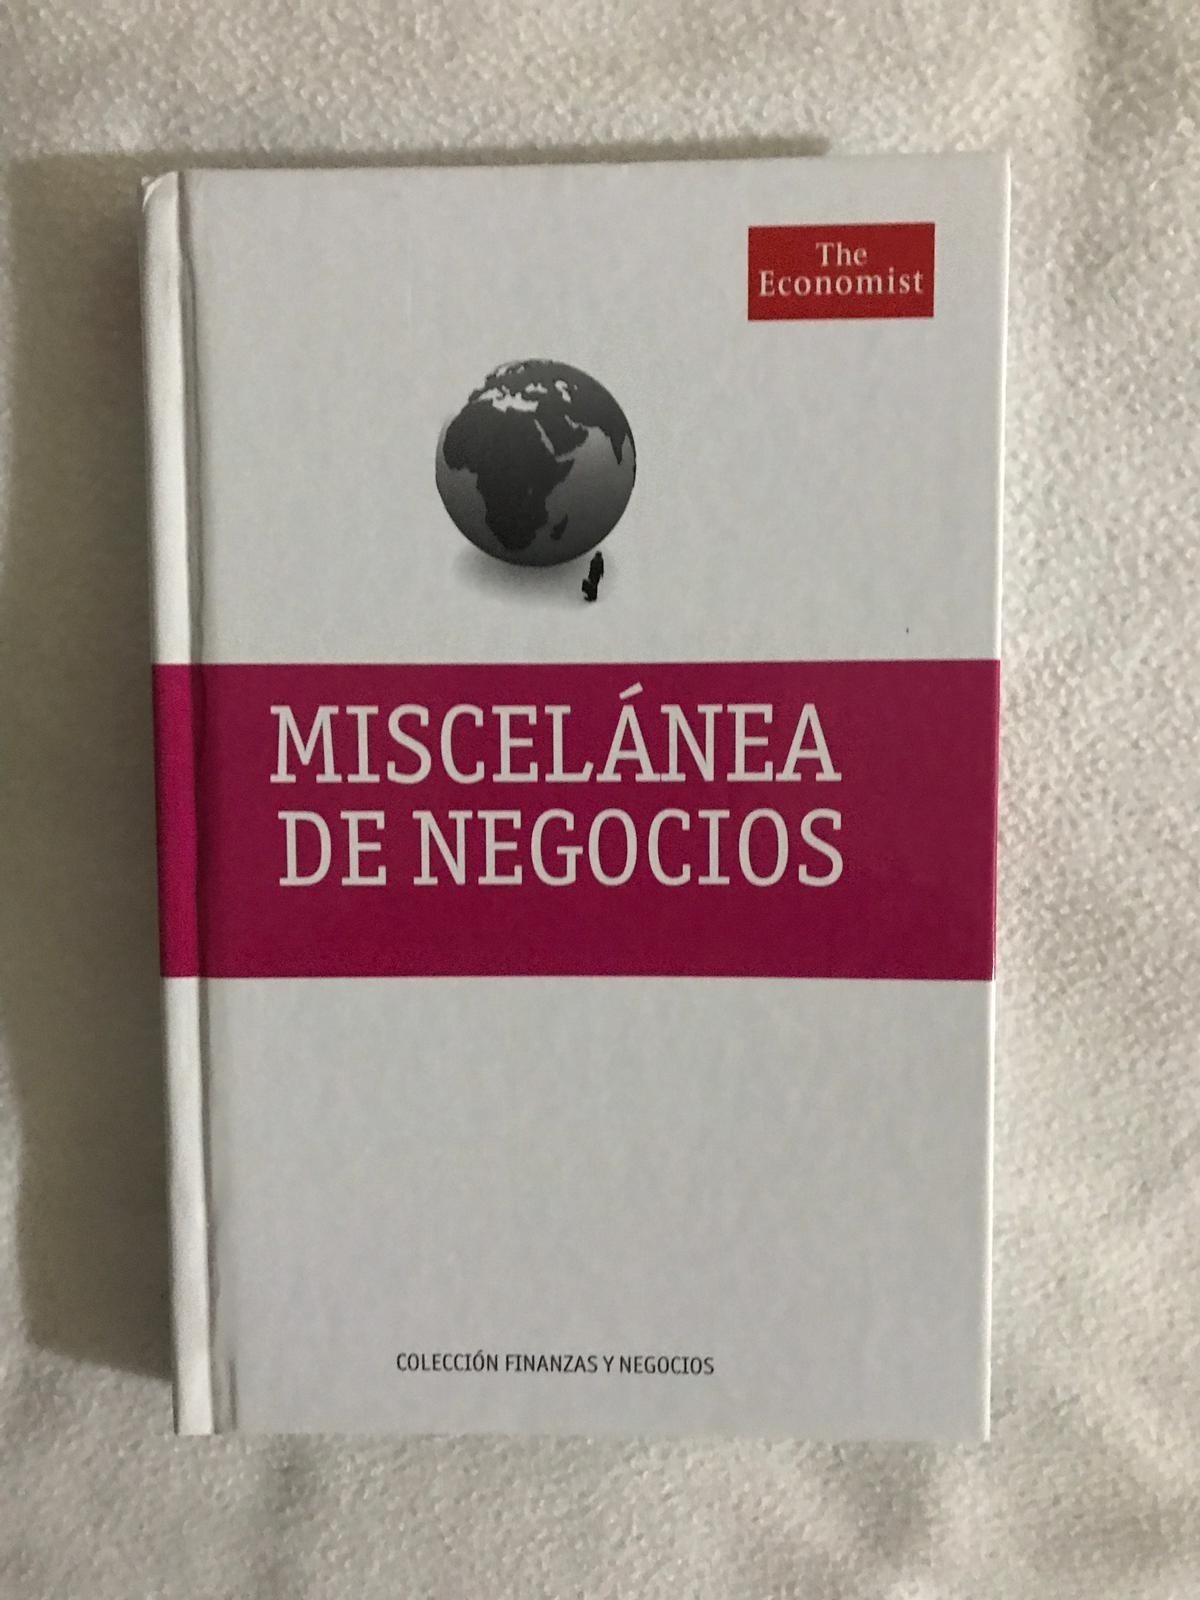 The
Economist
MISCELÁNEA
DE NEGOCIOS
COLECCIÓN FINANZAS Y NEGOCIOS